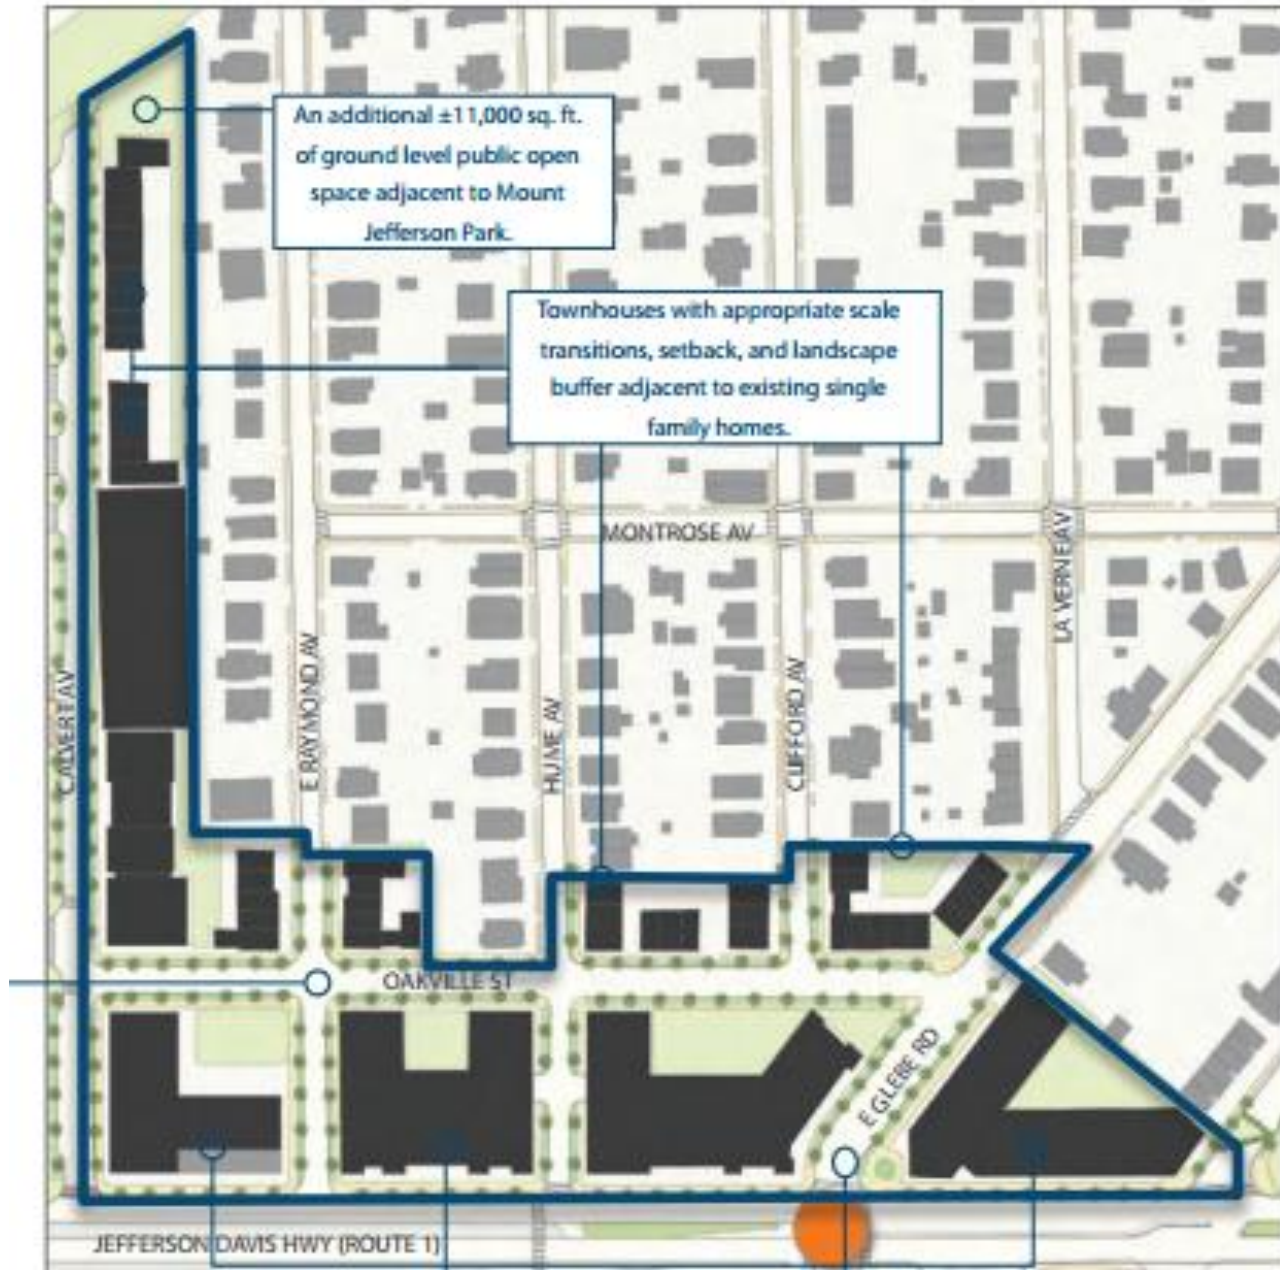 An additional ±11,000 sq. ft.
of ground level public open
space adjacent to Mount
Jefferson Park.
Townhouses with appropriate scale
transitions, setback, and landscape
buffer adjacent to existing single
family homes.
MONTROSE AV
LA VERNE AV
E RAYMOND AV
CALVERT AV
HUME AV
CLIFFORD AV
OAKVILLE ST
E GLEBE RD
JEFFERSON DAVIS HWY (ROUTE 1)